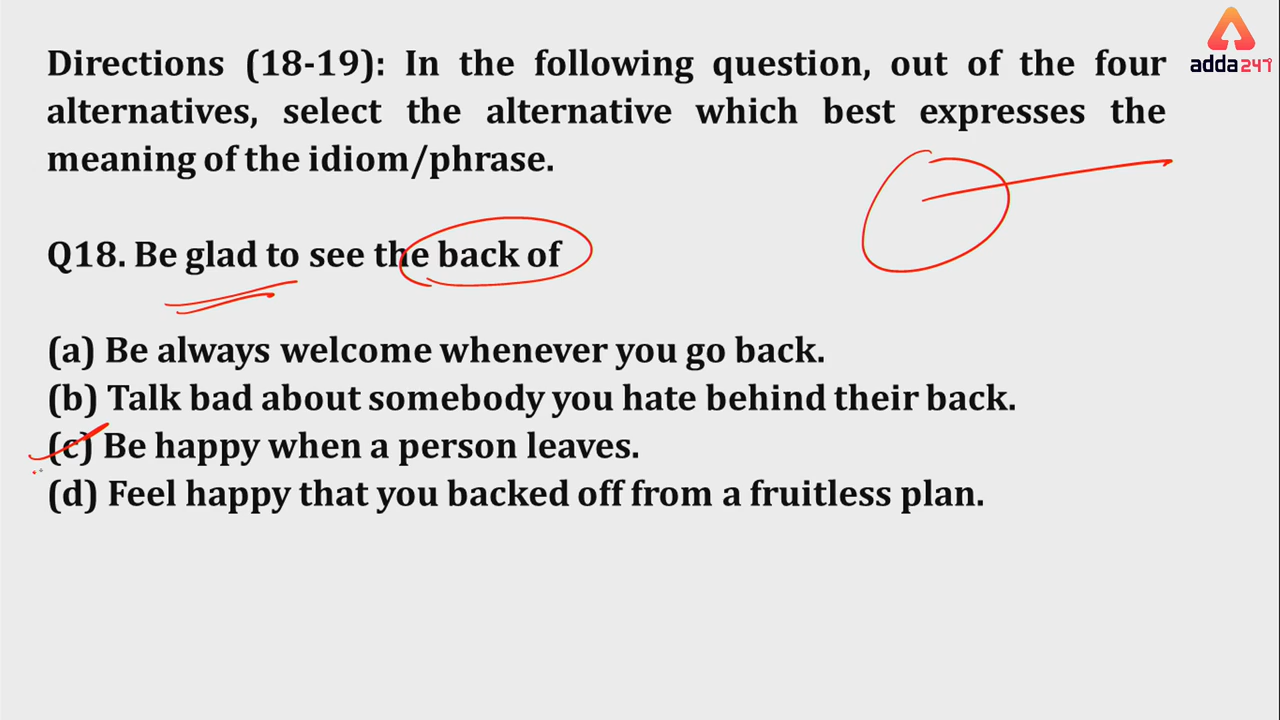 adda247
Directions (18-19): In the following question, out of the four
alternatives, select the alternative which best expresses the
meaning of the idiom/phrase.
Q18. Be glad to see the back of
(a) Be always welcome whenever you go back.
(b) Talk bad about somebody you hate behind their back.
(c) Be happy when a person leaves.
(d) Feel happy that you backed off from a fruitless plan.